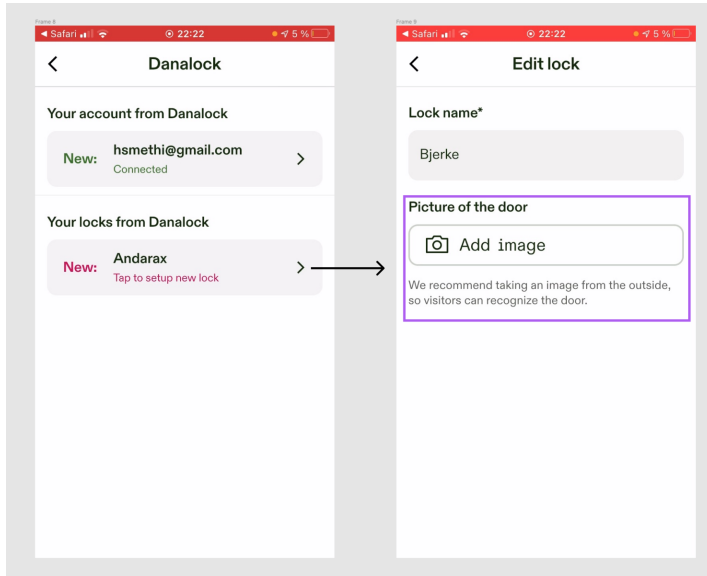 Frame 8
◀ Safari
22:22
5 %
Danalock
Your account from Danalock
New:
hsmethi@gmail.com
Connected
Your locks from Danalock
New:
Andarax
Tap to setup new lock
Frame 9
◀ Safari
22:22
5 %
Edit lock
Lock name*
Bjerke
Picture of the door
Add image
We recommend taking an image from the outside,
so visitors can recognize the door.